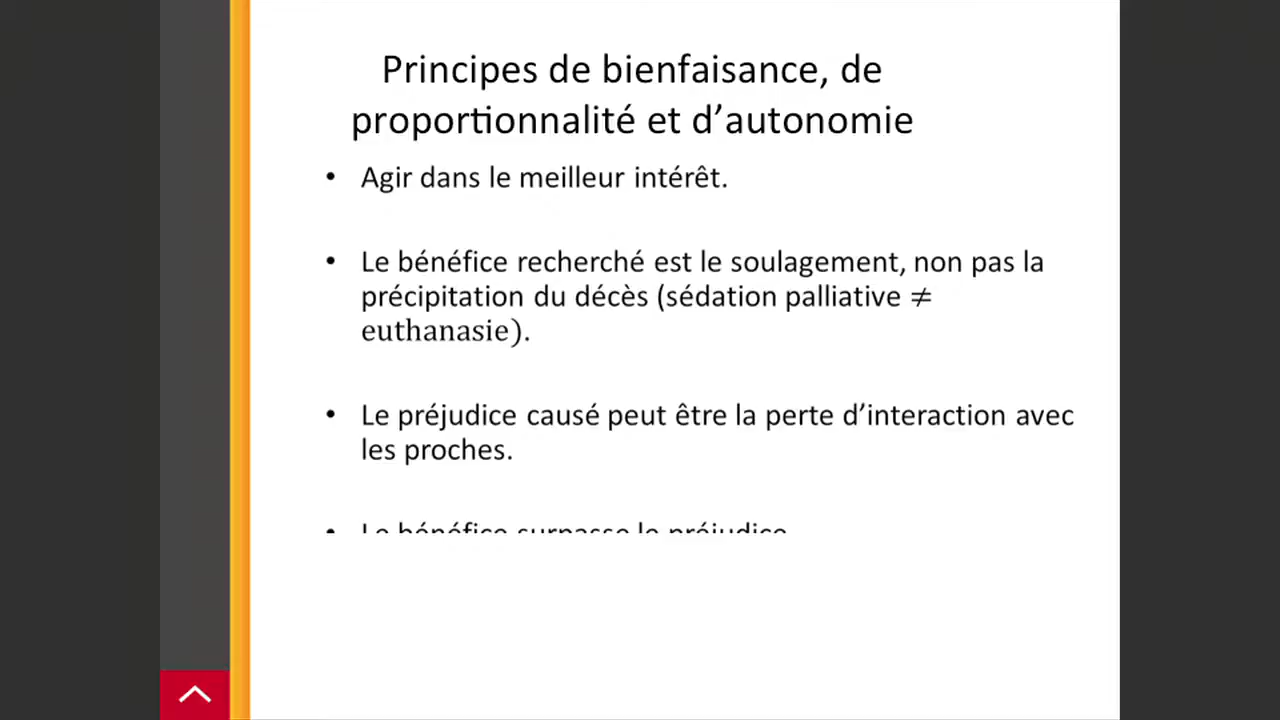 Principes de bienfaisance, de
proportionnalité et d’autonomie
• Agir dans le meilleur intérêt.
• Le bénéfice recherché est le soulagement, non pas la
précipitation du décès (sédation palliative ≠
euthanasie).
• Le préjudice causé peut être la perte d’interaction avec
les proches.
• Le bénéfice surpasse le préjudice